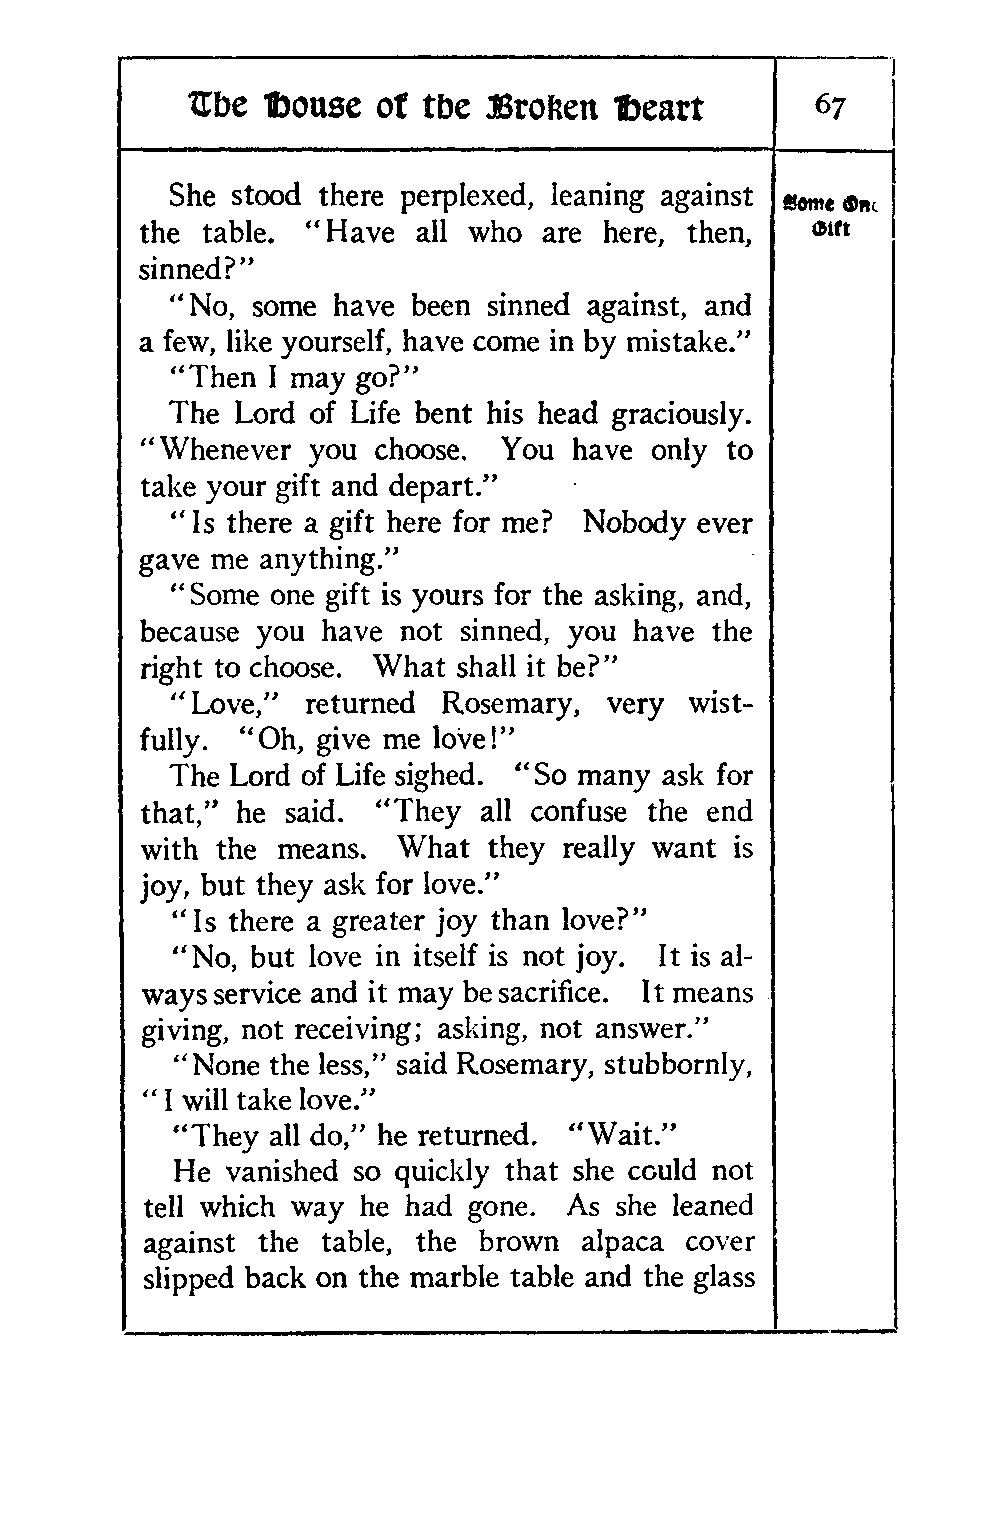 The House of the Broken Heart 67
Some One
Gift
She stood there perplexed, leaning against
the table. "Have all who are here, then,
sinned?"
"No, some have been sinned against, and
a few, like yourself, have come in by mistake."
"Then I may go?"
The Lord of Life bent his head graciously.
"Whenever you choose. You have only to
take your gift and depart."
"Is there a gift here for me? Nobody ever
gave me anything."
"Some one gift is yours for the asking, and,
because you have not sinned, you have the
right to choose. What shall it be?"
"Love," returned Rosemary, very wist-
fully. "Oh, give me love!"
The Lord of Life sighed. "So many ask for
that," he said. "They all confuse the end
with the means. What they really want is
joy, but they ask for love."
"Is there a greater joy than love?"
"No, but love in itself is not joy. It is al-
ways service and it may be sacrifice. It means
giving, not receiving; asking, not answer."
"None the less," said Rosemary, stubbornly,
"I will take love."
"They all do," he returned. "Wait."
He vanished so quickly that she could not
tell which way he had gone. As she leaned
against the table, the brown alpaca cover
slipped back on the marble table and the glass